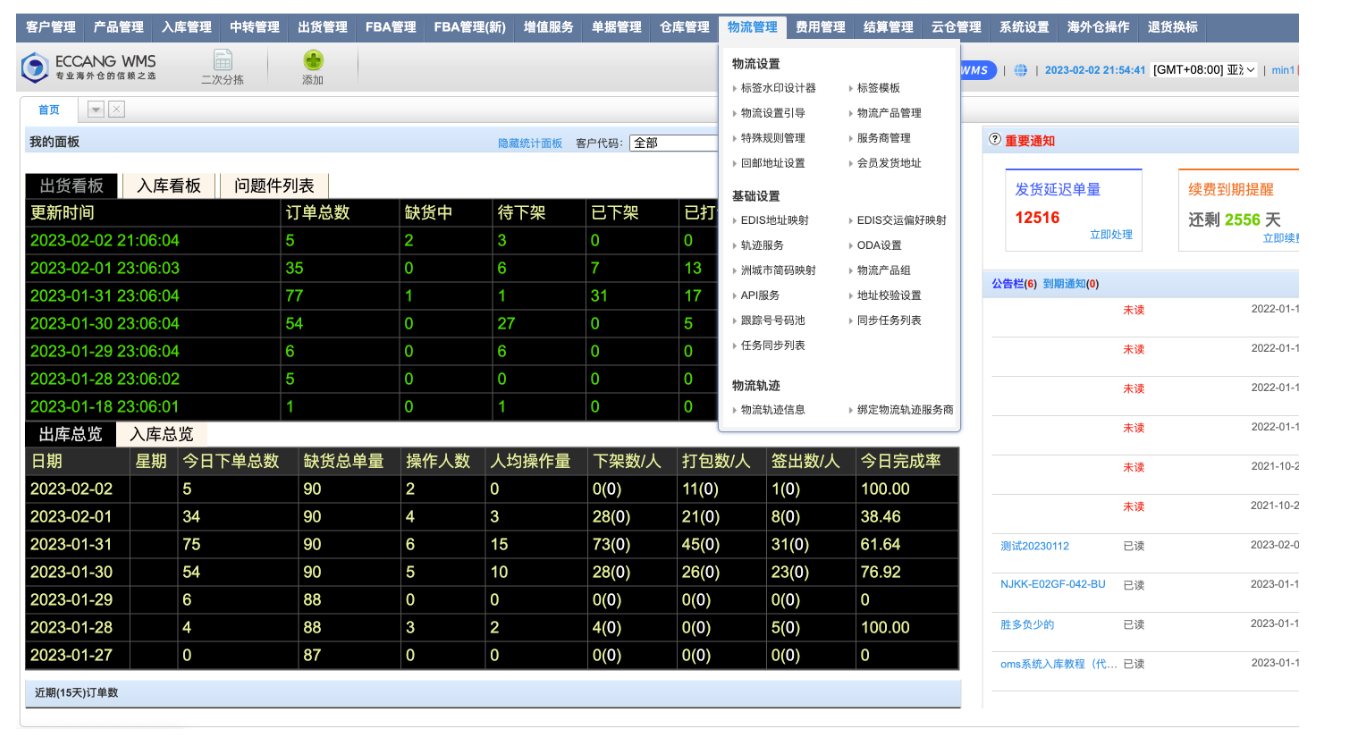 客户管理 产品管理 入库管理 中转管理 出货管理 FBA管理 FBA管理(新) 增值服务 单据管理 仓库管理 物流管理 费用管理 结算管理 云仓管理 系统设置 海外仓操作 退货换标
ECCANG WMS
专业海外仓的信赖之选
二次分拣
添加
WMS | | 2023-02-02 21:54:41 [GMT+08:00] | min1
首页
我的面板
隐藏统计面板 客户代码: 全部
出货看板 入库看板 问题件列表
更新时间 订单总数 缺货中 待下架 已下架 已打
2023-02-02 21:06:04 5 2 3 0 0
2023-02-01 23:06:03 35 0 6 7 13
2023-01-31 23:06:04 77 1 1 31 17
2023-01-30 23:06:04 54 0 27 0 5
2023-01-29 23:06:04 6 0 6 0 0
2023-01-28 23:06:02 5 0 0 0 0
2023-01-18 23:06:01 1 0 1 0 0
出库总览 入库总览
日期 星期 今日下单总数 缺货总单量 操作人数 人均操作量 下架数/人 打包数/人 签出数/人 今日完成率
2023-02-02 5 90 2 0 0(0) 11(0) 1(0) 100.00
2023-02-01 34 90 4 3 28(0) 21(0) 8(0) 38.46
2023-01-31 75 90 6 15 73(0) 45(0) 31(0) 61.64
2023-01-30 54 90 5 10 28(0) 26(0) 23(0) 76.92
2023-01-29 6 88 0 0 0(0) 0(0) 0(0) 0
2023-01-28 4 88 3 2 4(0) 0(0) 5(0) 100.00
2023-01-27 0 87 0 0 0(0) 0(0) 0(0) 0
近期(15天)订单数
物流设置
标签水印设计器 标签模板
物流设置引导 物流产品管理
特殊规则管理 服务商管理
回邮地址设置 会员发货地址
基础设置
EDIS地址映射 EDIS交运偏好映射
轨迹服务 ODA设置
洲城市简码映射 物流产品组
API服务 地址校验设置
跟踪号号码池 同步任务列表
任务同步列表
物流轨迹
物流轨迹信息 绑定物流轨迹服务商
? 重要通知
发货延迟单量
12516
立即处理
续费到期提醒
还剩 2556 天
立即续
公告栏(6) 到期通知(0)
未读 2022-01-1
未读 2022-01-1
未读 2022-01-1
未读 2022-01-1
未读 2021-10-2
未读 2021-10-2
测试20230112 已读 2023-02-0
NJKK-E02GF-042-BU 已读 2023-01-1
胜多负少的 已读 2023-01-1
oms系统入库教程（代... 已读 2023-01-1